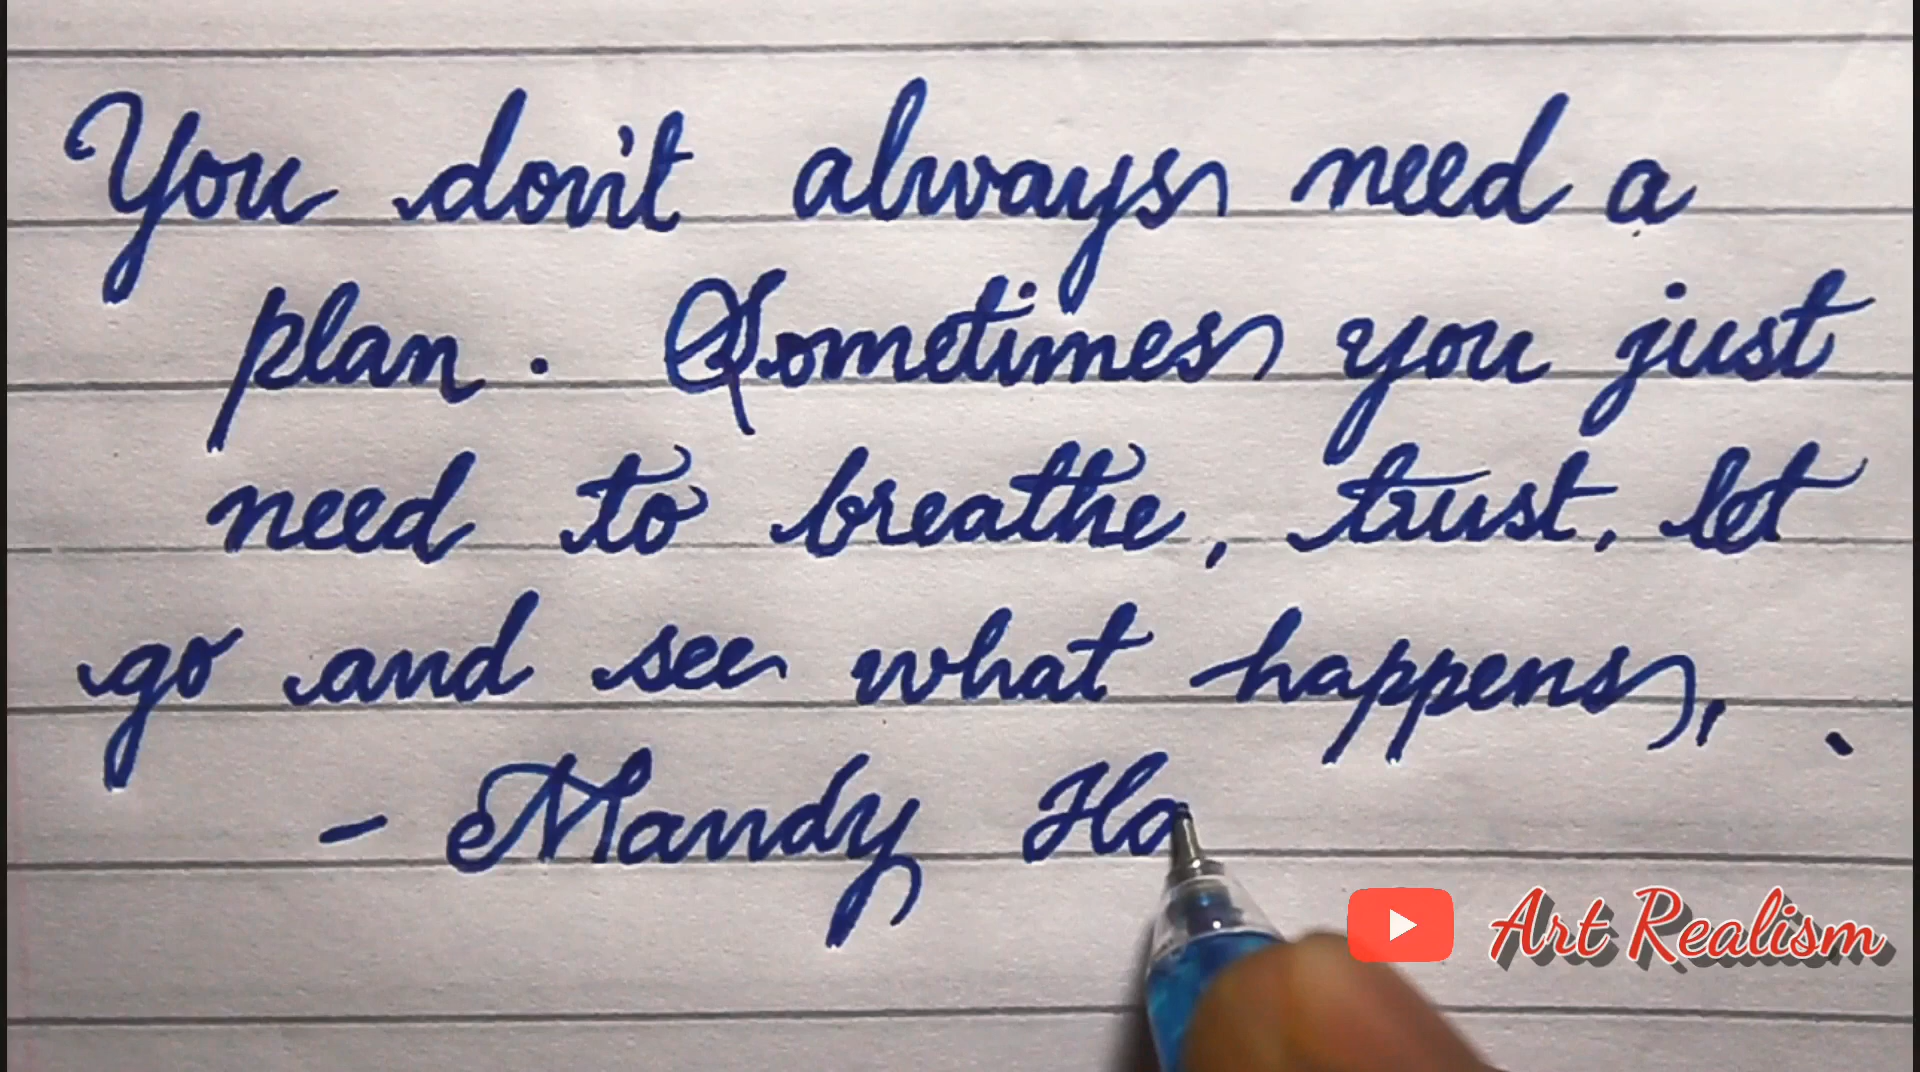 You don't always need a
plan. Sometimes you just
need to breathe, trust, let
go and see what happens,.
- Mandy Ha
Art Realism